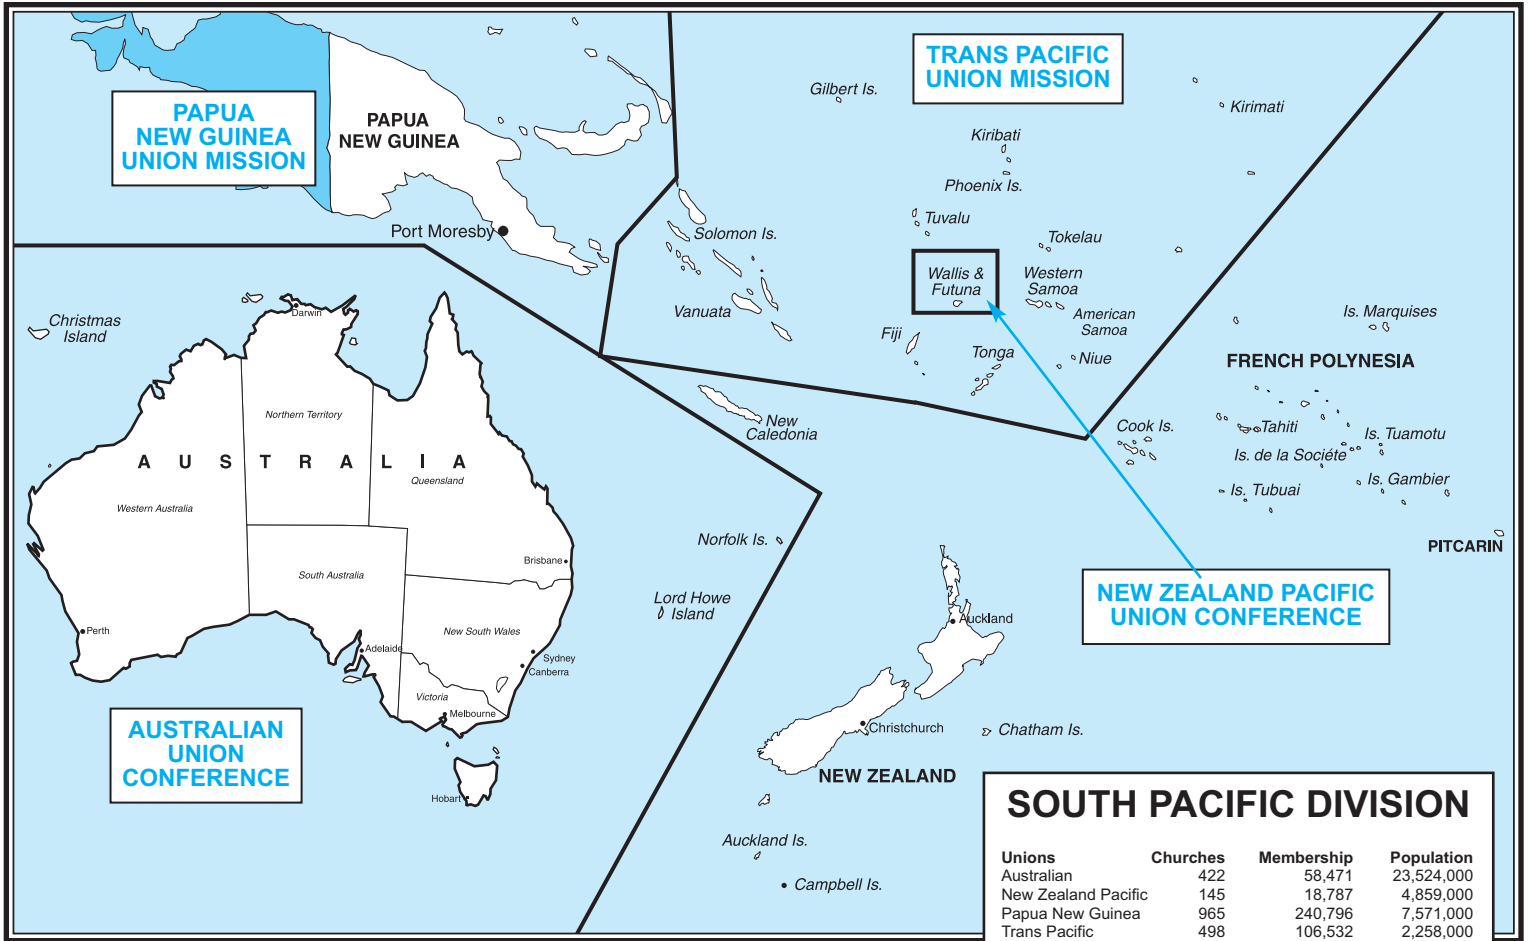 TRANS PACIFIC
UNION MISSION
Gilbert Is.
Kirimati
PAPUA
NEW GUINEA
UNION MISSION
PAPUA
NEW GUINEA
Kiribati
Phoenix Is.
Tuvalu
Port Moresby
Solomon Is.
Tokelau
Wallis &
Futuna
Western
Samoa
Vanuata
American
Samoa
Is. Marquises
Christmas
Island
Darwin
Fiji
Tonga
Niue
FRENCH POLYNESIA
Northern Territory
New
Caledonia
Cook Is.
Tahiti
Is. Tuamotu
Is. de la Sociéte
AUSTRALIA
Queensland
Is. Gambier
Is. Tubuai
Western Australia
Norfolk Is.
PITCARIN
Brisbane
South Australia
Lord Howe
Island
NEW ZEALAND PACIFIC
UNION CONFERENCE
Perth
New South Wales
Auckland
Adelaide
Sydney
Canberra
Victoria
Melbourne
AUSTRALIAN
UNION
CONFERENCE
Christchurch
Chatham Is.
NEW ZEALAND
Hobart
Auckland Is.
Campbell Is.
SOUTH PACIFIC DIVISION
Unions Churches Membership Population
Australian 422 58,471 23,524,000
New Zealand Pacific 145 18,787 4,859,000
Papua New Guinea 965 240,796 7,571,000
Trans Pacific 498 106,532 2,258,000